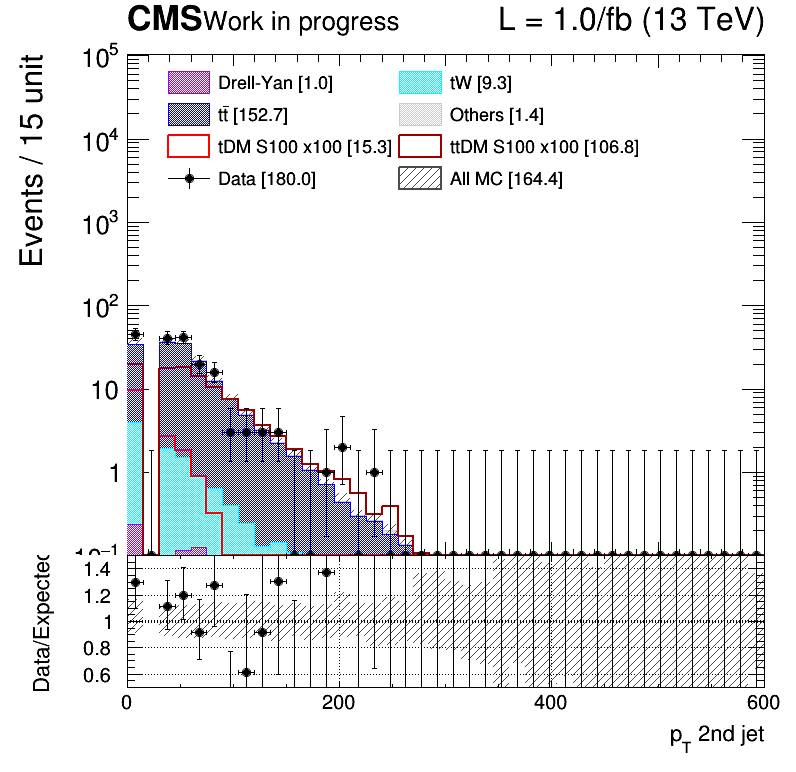 CMS Work in progress L = 1.0/fb (13 TeV)
Events / 15 unit
10^5
10^4
10^3
10^2
10
1
10^−1
Drell-Yan [1.0] tW [9.3]
tt̄ [152.7] Others [1.4]
tDM S100 x100 [15.3] ttDM S100 x100 [106.8]
Data [180.0] All MC [164.4]
Data/Expected
1.4
1.2
1
0.8
0.6
0 200 400 600
p_T 2nd jet